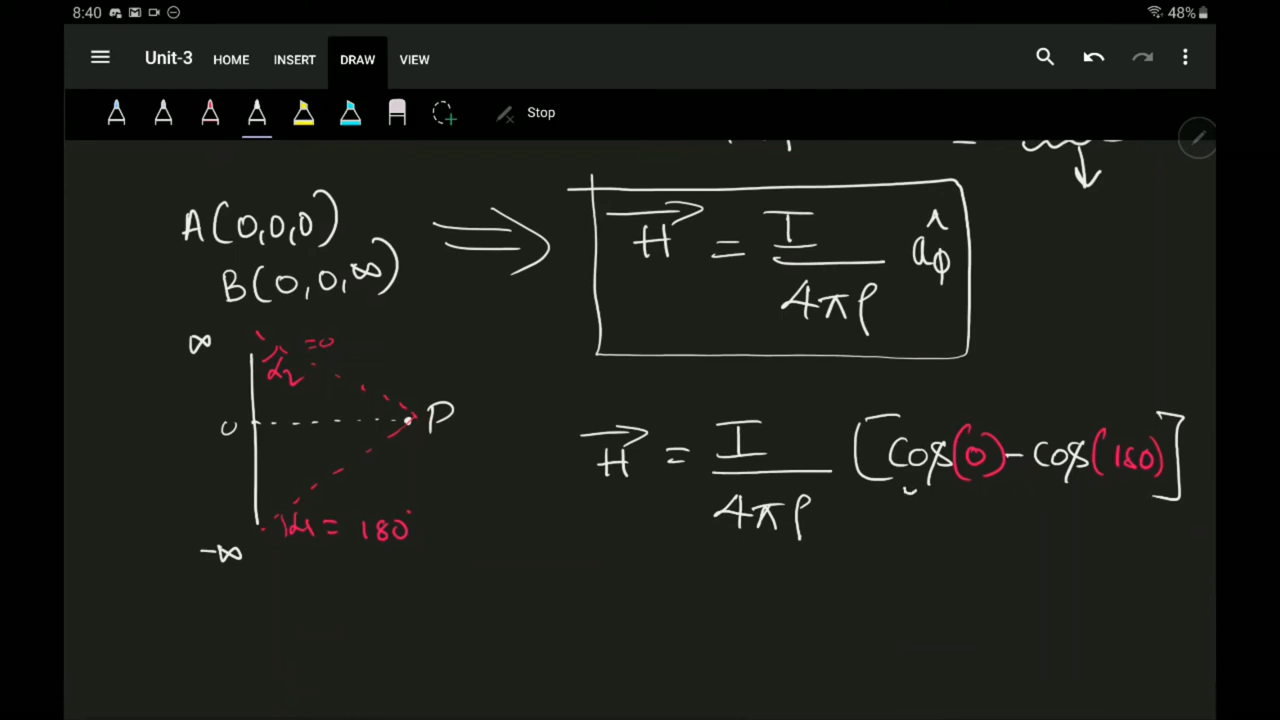 8:40 48%
Unit-3 HOME INSERT DRAW VIEW
Stop
A(0,0,0)
B(0,0,∞)
H = I / 4πρ âϕ
∞
α2 =0
0
P
α1 = 180°
-∞
H = I / 4πρ [cos(0) - cos(180)]